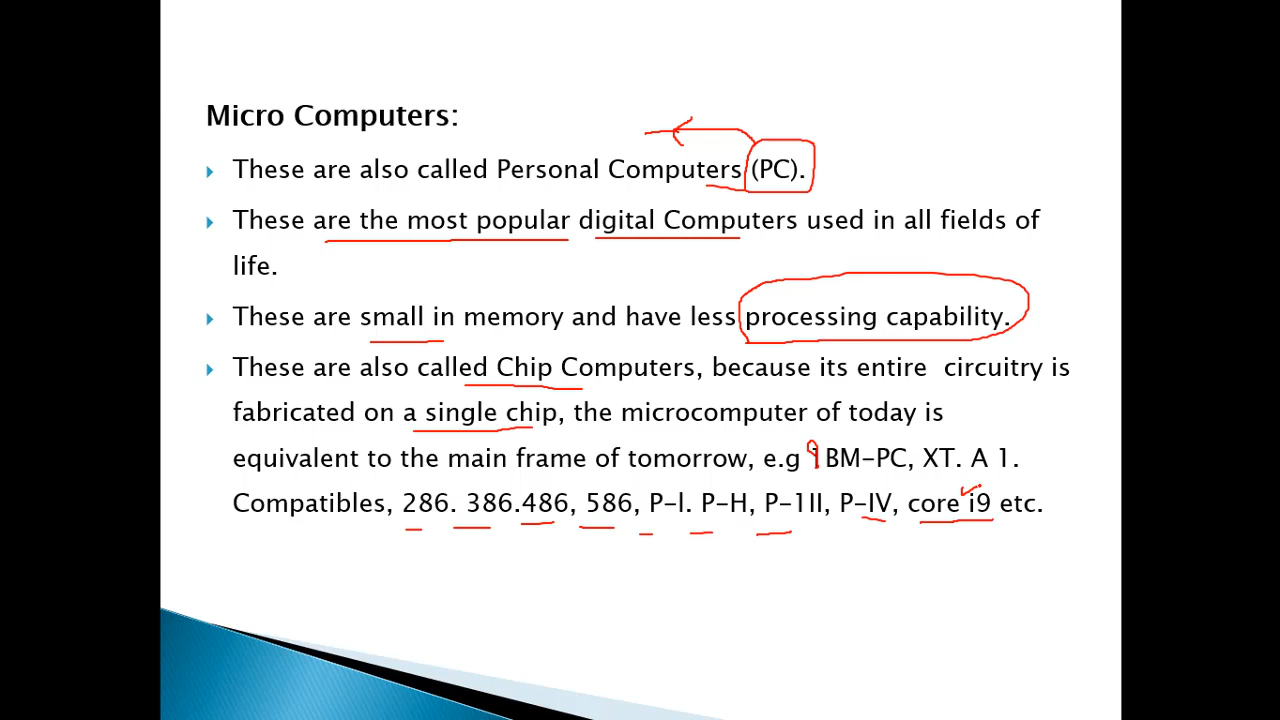 Micro Computers:
These are also called Personal Computers (PC).
These are the most popular digital Computers used in all fields of
life.
These are small in memory and have less processing capability.
These are also called Chip Computers, because its entire circuitry is
fabricated on a single chip, the microcomputer of today is
equivalent to the main frame of tomorrow, e.g 1BM-PC, XT. A 1.
Compatibles, 286. 386.486, 586, P-l. P-H, P-1II, P-IV, core i9 etc.